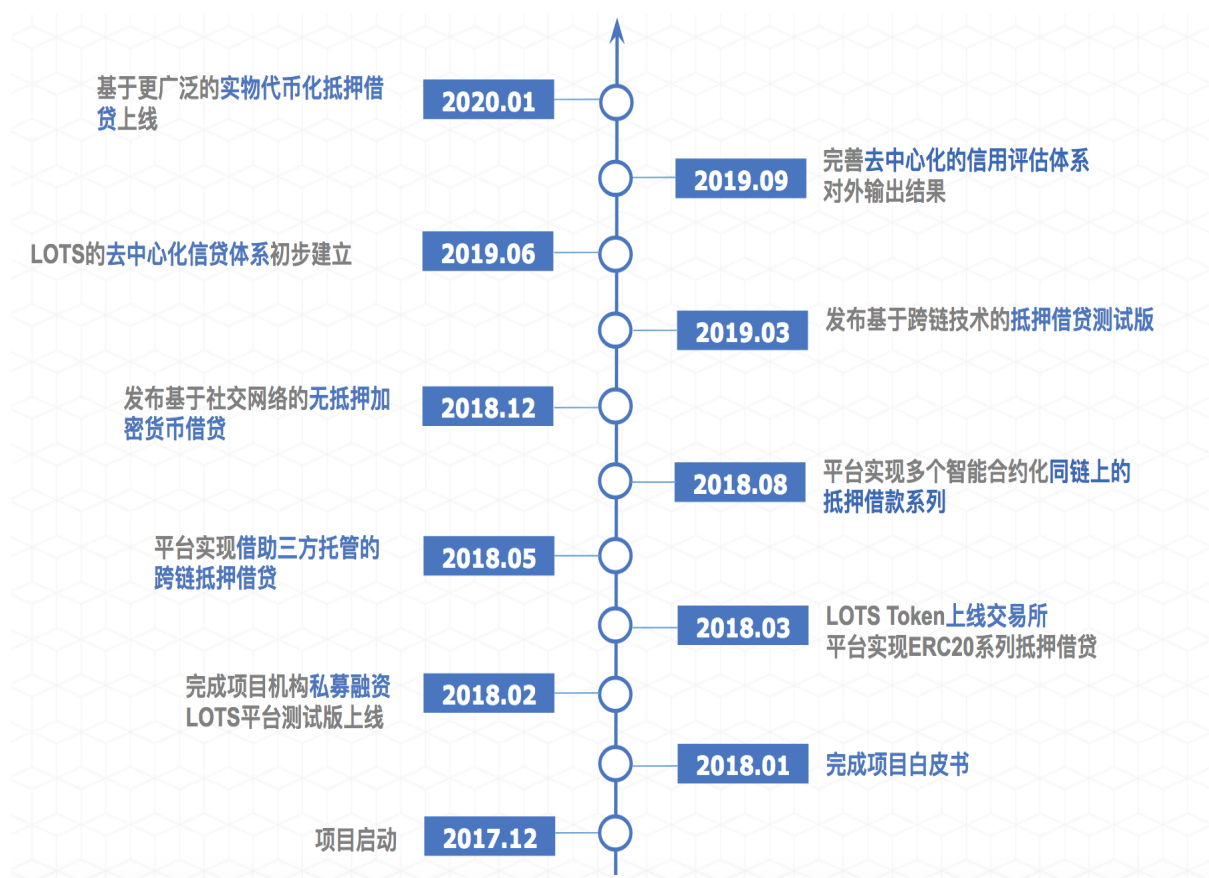 基于更广泛的实物代币化抵押借
贷上线
2020.01
2019.09
完善去中心化的信用评估体系
对外输出结果
LOTS的去中心化信贷体系初步建立
2019.06
2019.03
发布基于跨链技术的抵押借贷测试版
发布基于社交网络的无抵押加
密货币借贷
2018.12
2018.08
平台实现多个智能合约化同链上的
抵押借款系列
平台实现借助三方托管的
跨链抵押借贷
2018.05
2018.03
LOTS Token上线交易所
平台实现ERC20系列抵押借贷
完成项目机构私募融资
LOTS平台测试版上线
2018.02
2018.01
完成项目白皮书
项目启动
2017.12